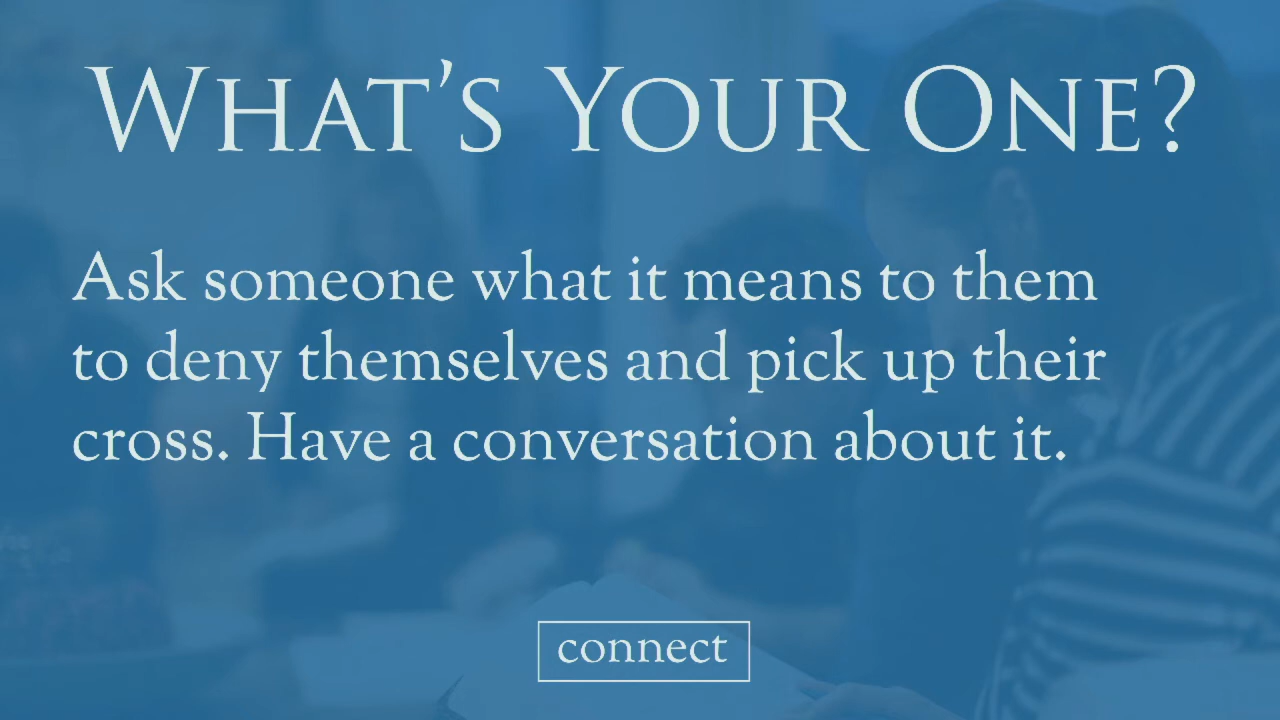 What's Your One?
Ask someone what it means to them
to deny themselves and pick up their
cross. Have a conversation about it.
connect